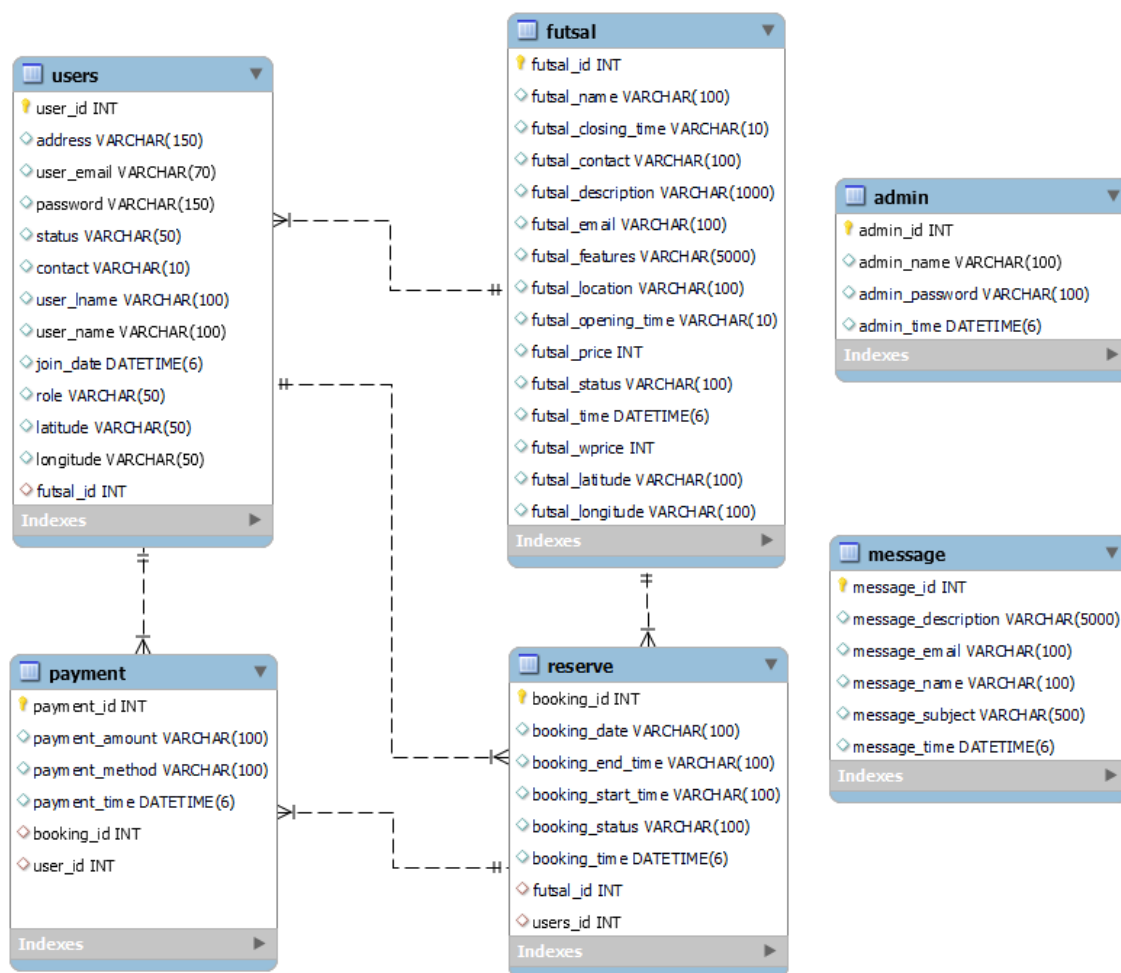 users
user_id INT
address VARCHAR(150)
user_email VARCHAR(70)
password VARCHAR(150)
status VARCHAR(50)
contact VARCHAR(10)
user_lname VARCHAR(100)
user_name VARCHAR(100)
join_date DATETIME(6)
role VARCHAR(50)
latitude VARCHAR(50)
longitude VARCHAR(50)
futsal_id INT
Indexes
futsal
futsal_id INT
futsal_name VARCHAR(100)
futsal_closing_time VARCHAR(10)
futsal_contact VARCHAR(100)
futsal_description VARCHAR(1000)
futsal_email VARCHAR(100)
futsal_features VARCHAR(5000)
futsal_location VARCHAR(100)
futsal_opening_time VARCHAR(10)
futsal_price INT
futsal_status VARCHAR(100)
futsal_time DATETIME(6)
futsal_wprice INT
futsal_latitude VARCHAR(100)
futsal_longitude VARCHAR(100)
Indexes
admin
admin_id INT
admin_name VARCHAR(100)
admin_password VARCHAR(100)
admin_time DATETIME(6)
Indexes
message
message_id INT
message_description VARCHAR(5000)
message_email VARCHAR(100)
message_name VARCHAR(100)
message_subject VARCHAR(500)
message_time DATETIME(6)
Indexes
payment
payment_id INT
payment_amount VARCHAR(100)
payment_method VARCHAR(100)
payment_time DATETIME(6)
booking_id INT
user_id INT
Indexes
reserve
booking_id INT
booking_date VARCHAR(100)
booking_end_time VARCHAR(100)
booking_start_time VARCHAR(100)
booking_status VARCHAR(100)
booking_time DATETIME(6)
futsal_id INT
users_id INT
Indexes